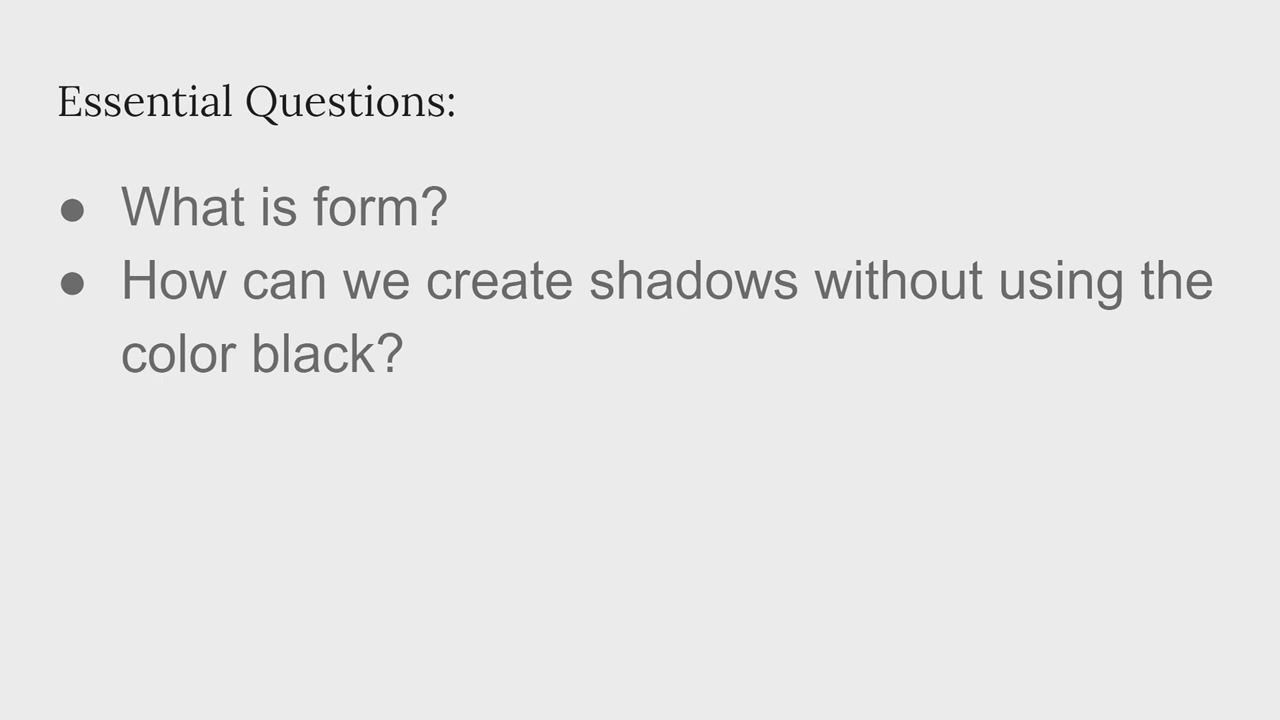 Essential Questions:
● What is form?
● How can we create shadows without using the
color black?